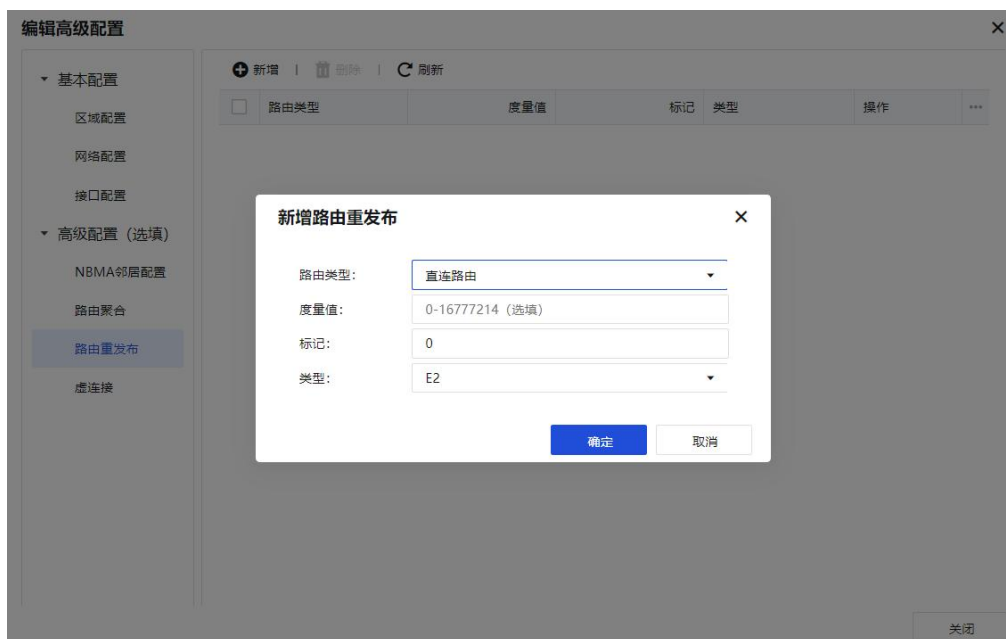 编辑高级配置
基本配置
区域配置
网络配置
接口配置
高级配置（选填）
NBMA邻居配置
路由聚合
路由重发布
虚连接
新增 | 删除 | 刷新
路由类型 度量值 标记 类型 操作
新增路由重发布
路由类型： 直连路由
度量值： 0-16777214（选填）
标记： 0
类型： E2
确定 取消
关闭